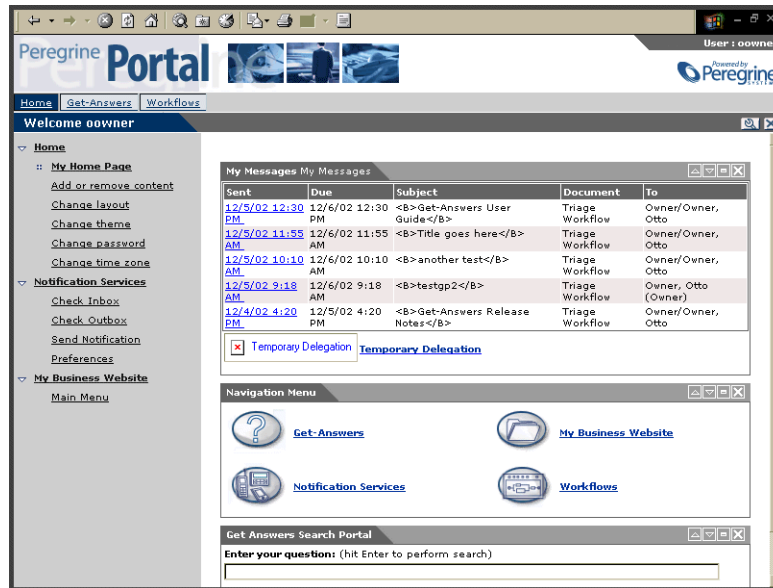 User : oowne
Peregrine Portal
Powered by
Peregrine
Home Get-Answers Workflows
Welcome oowner
Home
My Home Page
Add or remove content
Change layout
Change theme
Change password
Change time zone
Notification Services
Check Inbox
Check Outbox
Send Notification
Preferences
My Business Website
Main Menu
My Messages My Messages
Sent Due Subject Document To
12/5/02 12:30 12/6/02 12:30 <B>Get-Answers User Triage Owner/Owner,
PM PM Guide</B> Workflow Otto
12/5/02 11:55 12/6/02 11:55 <B>Title goes here</B> Triage Owner/Owner,
AM AM Workflow Otto
12/5/02 10:10 12/6/02 10:10 <B>another test</B> Triage Owner/Owner,
AM AM Workflow Otto
12/5/02 9:18 12/6/02 9:18 <B>testgp2</B> Triage Owner, Otto
AM AM Workflow (Owner)
12/4/02 4:20 12/5/02 4:20 <B>Get-Answers Release Triage Owner/Owner,
PM PM Notes</B> Workflow Otto
Temporary Delegation Temporary Delegation
Navigation Menu
Get-Answers My Business Website
Notification Services Workflows
Get Answers Search Portal
Enter your question: (hit Enter to perform search)